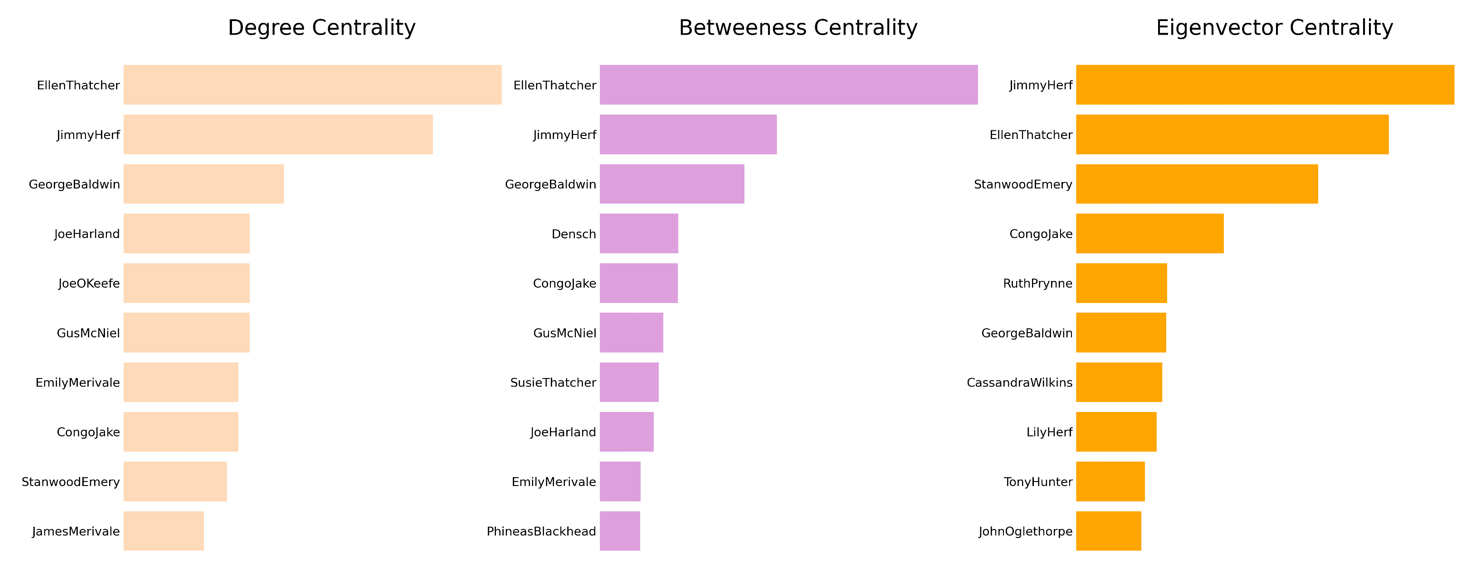 Degree Centrality
EllenThatcher
JimmyHerf
GeorgeBaldwin
JoeHarland
JoeOKeefe
GusMcNiel
EmilyMerivale
CongoJake
StanwoodEmery
JamesMerivale
Betweeness Centrality
EllenThatcher
JimmyHerf
GeorgeBaldwin
Densch
CongoJake
GusMcNiel
SusieThatcher
JoeHarland
EmilyMerivale
PhineasBlackhead
Eigenvector Centrality
JimmyHerf
EllenThatcher
StanwoodEmery
CongoJake
RuthPrynne
GeorgeBaldwin
CassandraWilkins
LilyHerf
TonyHunter
JohnOglethorpe